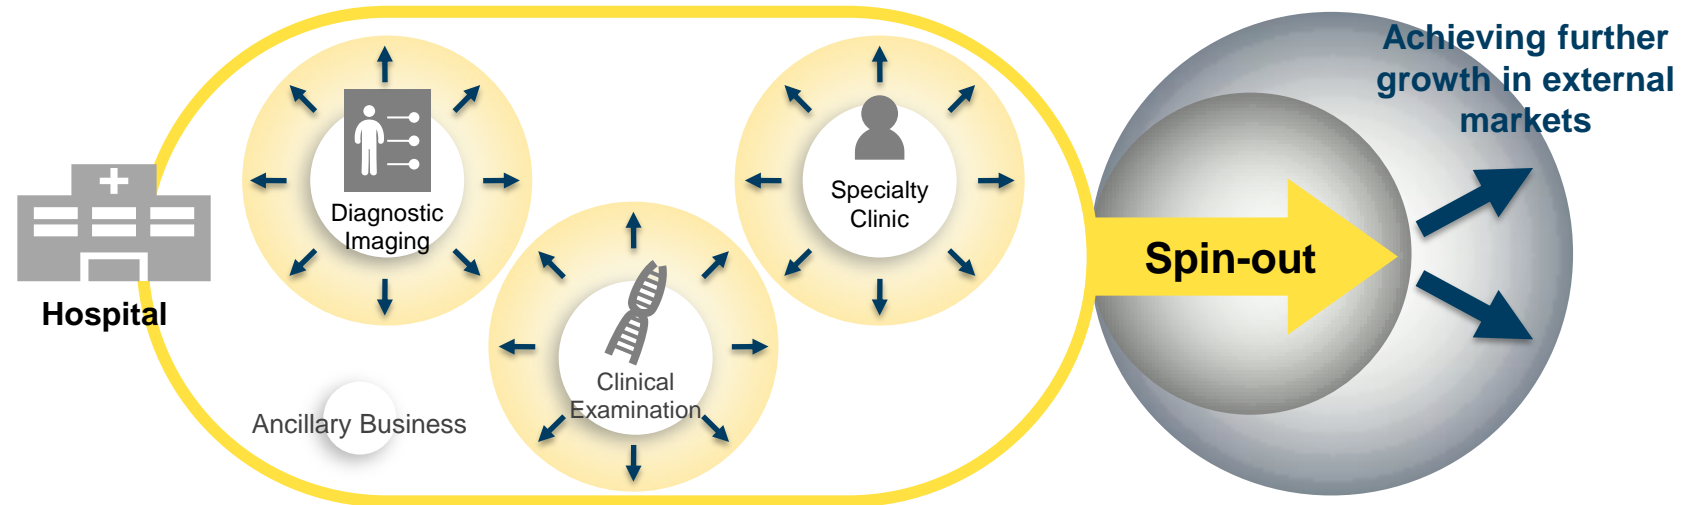 Hospital
Diagnostic
Imaging
Clinical
Examination
Specialty
Clinic
Ancillary Business
Spin-out
Achieving further
growth in external
markets